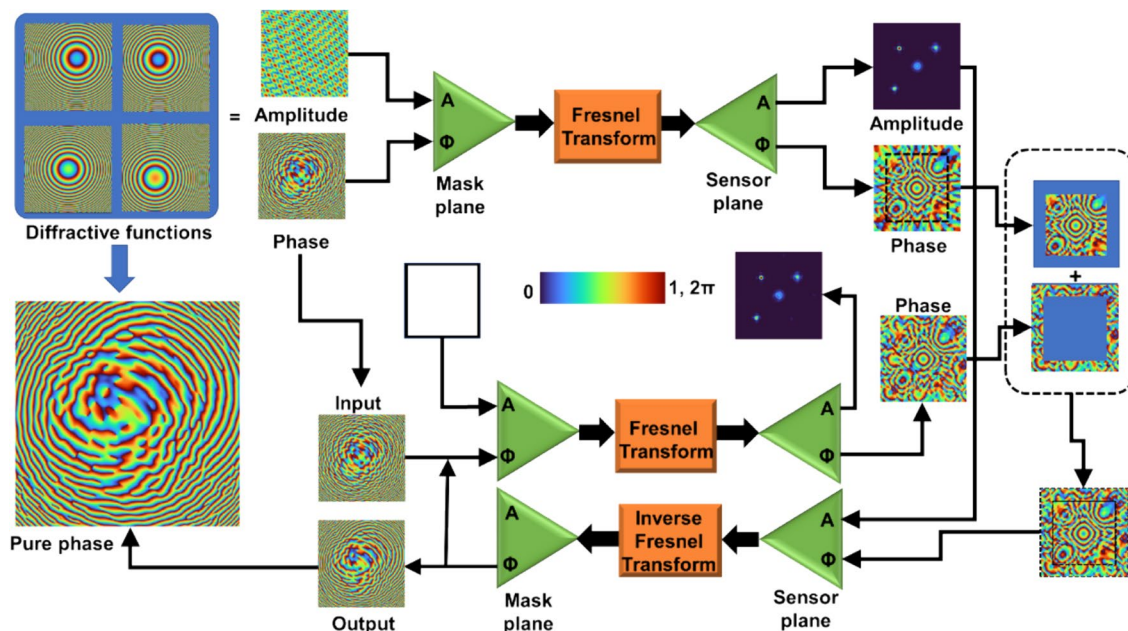 =
Amplitude
A
Φ
Mask
plane
Fresnel
Transform
A
Φ
Sensor
plane
Amplitude
Phase
Diffractive functions
Phase
0
1, 2π
Phase
+
Input
A
Φ
Fresnel
Transform
A
Φ
A
Φ
Inverse
Fresnel
Transform
A
Φ
Pure phase
Output
Mask
plane
Sensor
plane